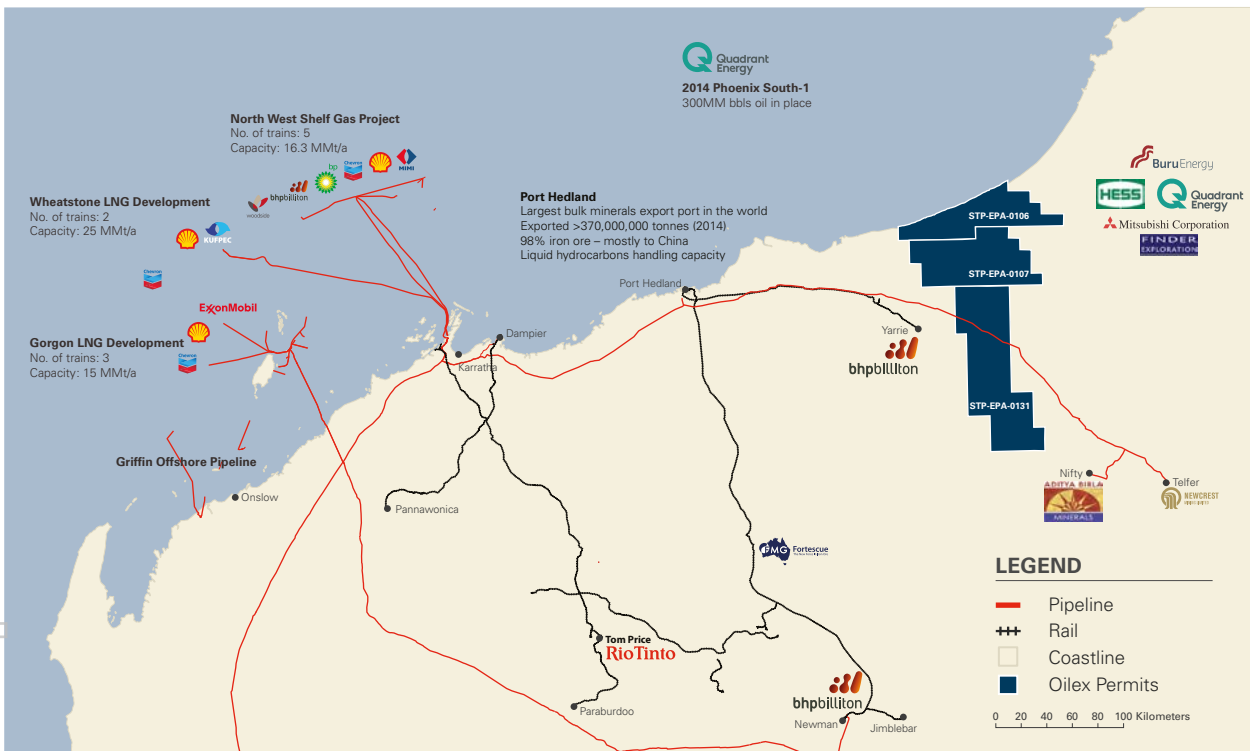 Quadrant
Energy
2014 Phoenix South-1
300MM bbls oil in place
North West Shelf Gas Project
No. of trains: 5
Capacity: 16.3 MMt/a
woodside
bhpbilliton
bp
Chevron
MIMI
Wheatstone LNG Development
No. of trains: 2
Capacity: 25 MMt/a
KUFPEC
Chevron
ExxonMobil
Gorgon LNG Development
No. of trains: 3
Capacity: 15 MMt/a
Chevron
Griffin Offshore Pipeline
Onslow
Port Hedland
Largest bulk minerals export port in the world
Exported >370,000,000 tonnes (2014)
98% iron ore – mostly to China
Liquid hydrocarbons handling capacity
Port Hedland
Dampier
Karratha
Pannawonica
Yarrie
bhpbilliton
BuruEnergy
HESS
Quadrant
Energy
Mitsubishi Corporation
FINDER
EXPLORATION
STP-EPA-0106
STP-EPA-0107
STP-EPA-0131
Nifty
ADITYA BIRLA
MINERALS
Telfer
NEWCREST
FMG Fortescue
Tom Price
RioTinto
Paraburdoo
bhpbilliton
Newman
Jimblebar
LEGEND
Pipeline
Rail
Coastline
Oilex Permits
0 20 40 60 80 100 Kilometers